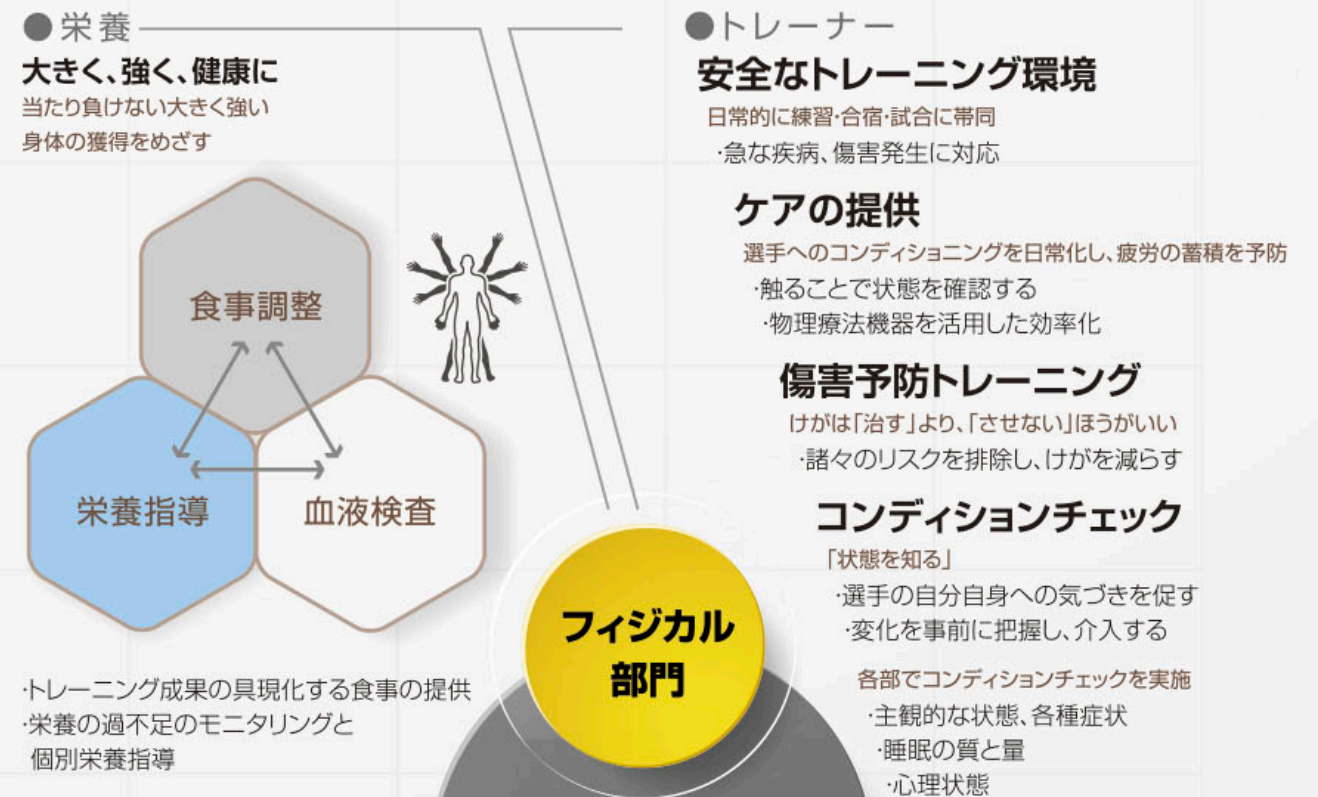 ●栄養
大きく、強く、健康に
当たり負けない大きく強い
身体の獲得をめざす
食事調整
栄養指導
血液検査
·トレーニング成果の具現化する食事の提供
·栄養の過不足のモニタリングと
個別栄養指導
フィジカル
部門
●トレーナー
安全なトレーニング環境
日常的に練習·合宿·試合に帯同
·急な疾病、傷害発生に対応
ケアの提供
選手へのコンディショニングを日常化し、疲労の蓄積を予防
·触ることで状態を確認する
·物理療法機器を活用した効率化
傷害予防トレーニング
けがは「治す」より、「させない」ほうがいい
·諸々のリスクを排除し、けがを減らす
コンディションチェック
「状態を知る」
·選手の自分自身への気づきを促す
·変化を事前に把握し、介入する
各部でコンディションチェックを実施
·主観的な状態、各種症状
·睡眠の質と量
·心理状態